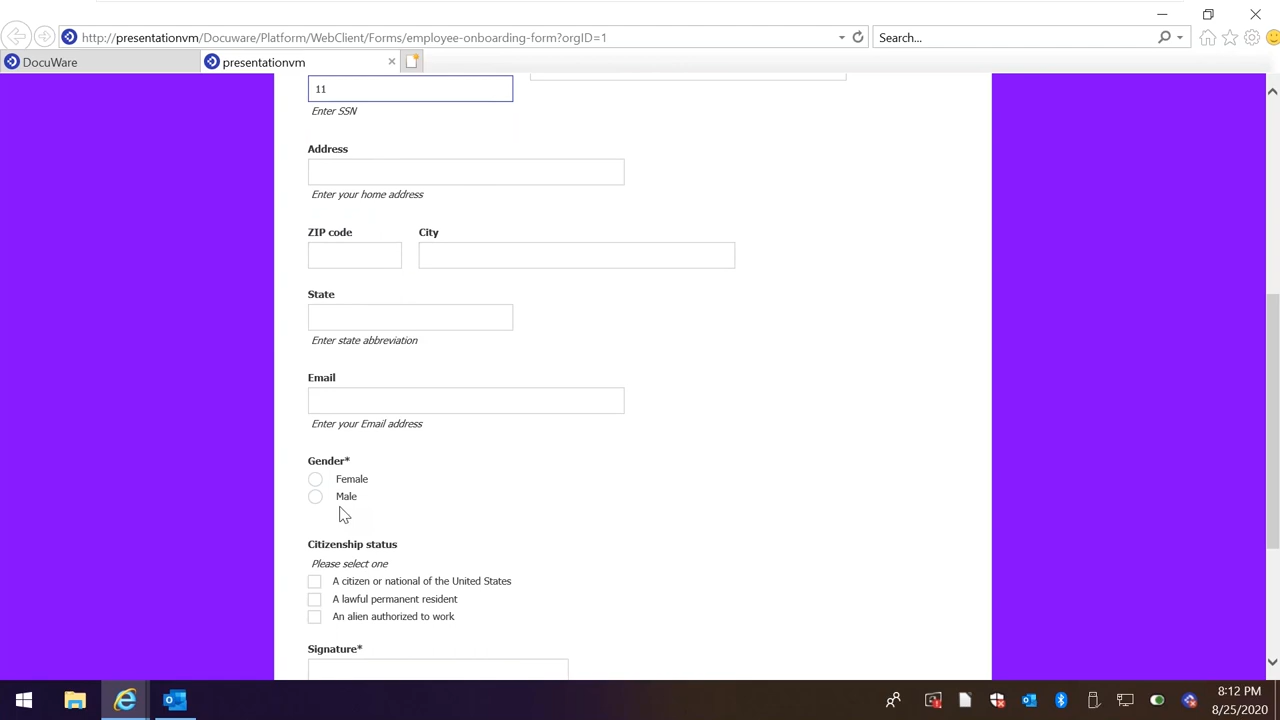 http://presentationvm/Docuware/Platform/WebClient/Forms/employee-onboarding-form?orgID=1
Search...
DocuWare
presentationvm
11
Enter SSN
Address
Enter your home address
ZIP code
City
State
Enter state abbreviation
Email
Enter your Email address
Gender*
Female
Male
Citizenship status
Please select one
A citizen or national of the United States
A lawful permanent resident
An alien authorized to work
Signature*
8:12 PM
8/25/2020